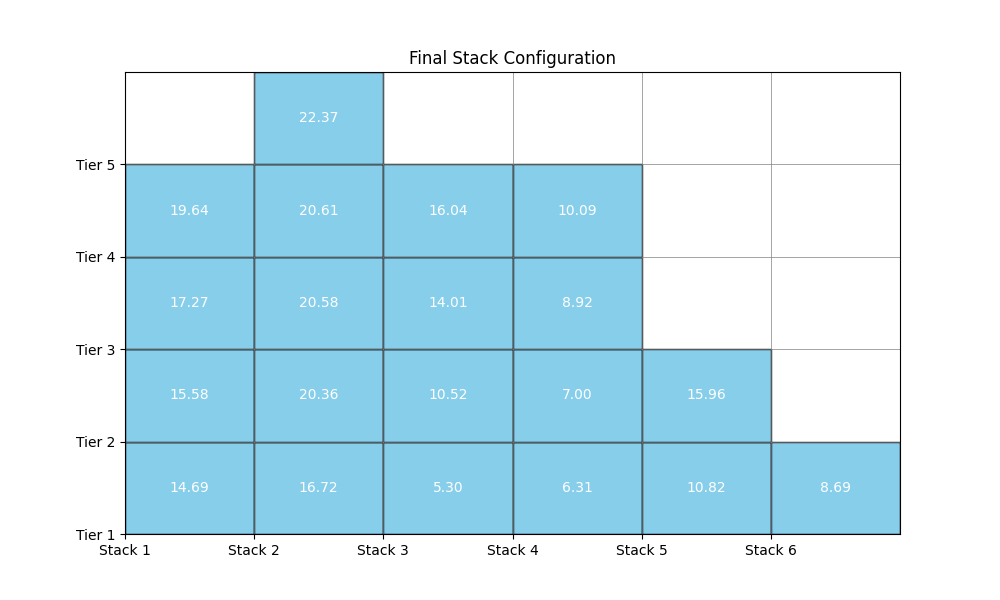 Final Stack Configuration
22.37
Tier 5
19.64 20.61 16.04 10.09
Tier 4
17.27 20.58 14.01 8.92
Tier 3
15.58 20.36 10.52 7.00 15.96
Tier 2
14.69 16.72 5.30 6.31 10.82 8.69
Tier 1
Stack 1 Stack 2 Stack 3 Stack 4 Stack 5 Stack 6